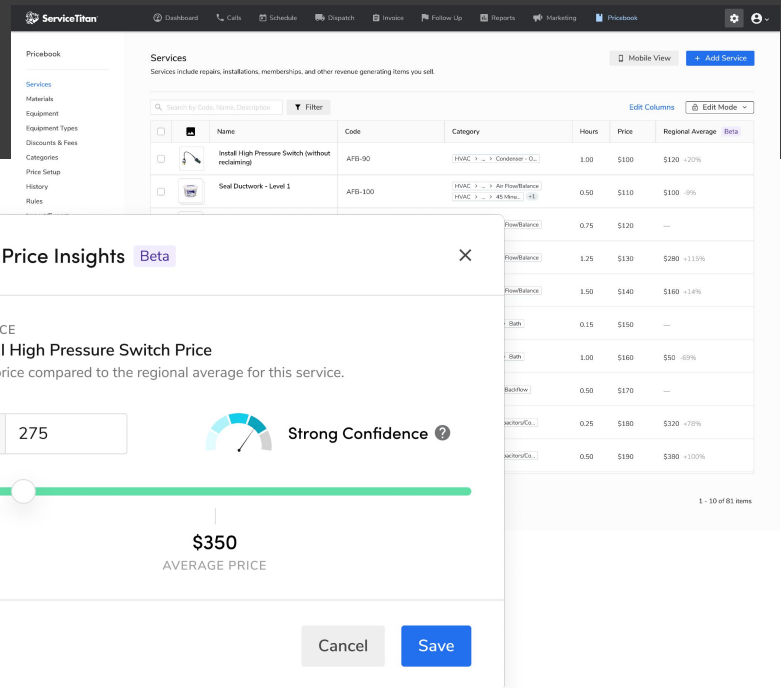 ServiceTitan
Dashboard
Calls
Schedule
Dispatch
Invoice
Follow Up
Reports
Marketing
Pricebook
Pricebook
Services
Materials
Equipment
Equipment Types
Discounts & Fees
Categories
Price Setup
History
Rules
Services
Services include repairs, installations, memberships, and other revenue generating items you sell.
Mobile View
+ Add Service
Search by Code, Name, Description
Filter
Edit Columns
Edit Mode
Name
Code
Category
Hours
Price
Regional Average Beta
Install High Pressure Switch (without
reclaiming)
AFB-90
HVAC > ... > Condenser - O...
1.00
$100
$120 +20%
Seal Ductwork - Level 1
AFB-100
HVAC > ... > Air Flow/Balance
HVAC > ... > 45 Mins.. +1
0.50
$110
$100 -9%
Flow/Balance
0.75
$120
—
Flow/Balance
1.25
$130
$280 +115%
Flow/Balance
1.50
$140
$160 +14%
> Bath
0.15
$150
—
> Bath
1.00
$160
$50 -69%
Backflow
0.50
$170
—
pacitors/Co...
0.25
$180
$320 +78%
pacitors/Co...
0.50
$190
$380 +100%
1 - 10 of 81 items
Price Insights Beta
CE
l High Pressure Switch Price
rice compared to the regional average for this service.
275
Strong Confidence ?
$350
AVERAGE PRICE
Cancel
Save